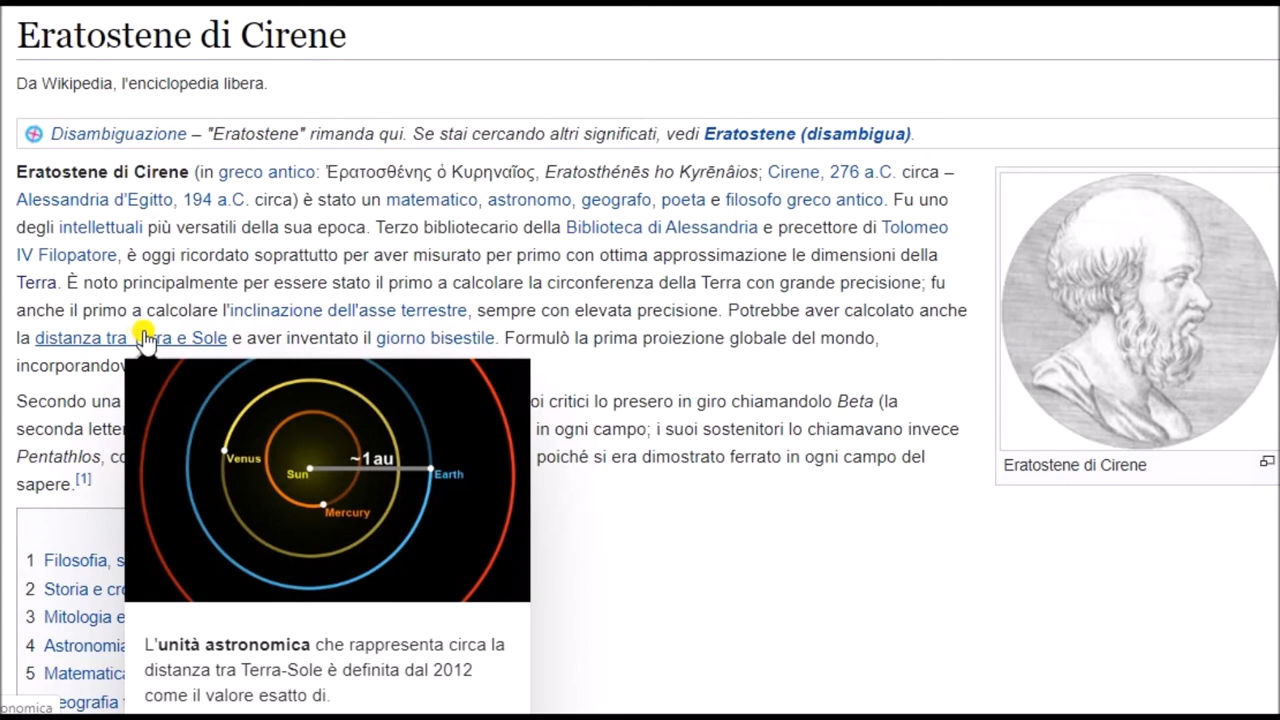 Eratostene di Cirene
Da Wikipedia, l'enciclopedia libera.
Disambiguazione – "Eratostene" rimanda qui. Se stai cercando altri significati, vedi Eratostene (disambigua).
Eratostene di Cirene (in greco antico: Ἐρατοσθένης ὁ Κυρηναῖος, Eratosthénēs ho Kyrēnâios; Cirene, 276 a.C. circa –
Alessandria d'Egitto, 194 a.C. circa) è stato un matematico, astronomo, geografo, poeta e filosofo greco antico. Fu uno
degli intellettuali più versatili della sua epoca. Terzo bibliotecario della Biblioteca di Alessandria e precettore di Tolomeo
IV Filopatore, è oggi ricordato soprattutto per aver misurato per primo con ottima approssimazione le dimensioni della
Terra. È noto principalmente per essere stato il primo a calcolare la circonferenza della Terra con grande precisione; fu
anche il primo a calcolare l'inclinazione dell'asse terrestre, sempre con elevata precisione. Potrebbe aver calcolato anche
la distanza tra Terra e Sole e aver inventato il giorno bisestile. Formulò la prima proiezione globale del mondo,
incorporandov
Secondo una oi critici lo presero in giro chiamandolo Beta (la
seconda letter in ogni campo; i suoi sostenitori lo chiamavano invece
Pentathlos, co poiché si era dimostrato ferrato in ogni campo del
sapere.[1]
Eratostene di Cirene
Venus
Sun
~1au
Earth
Mercury
L'unità astronomica che rappresenta circa la
distanza tra Terra-Sole è definita dal 2012
come il valore esatto di.
1 Filosofia, s
2 Storia e cro
3 Mitologia e
4 Astronomia
5 Matematica
eografia
onomica